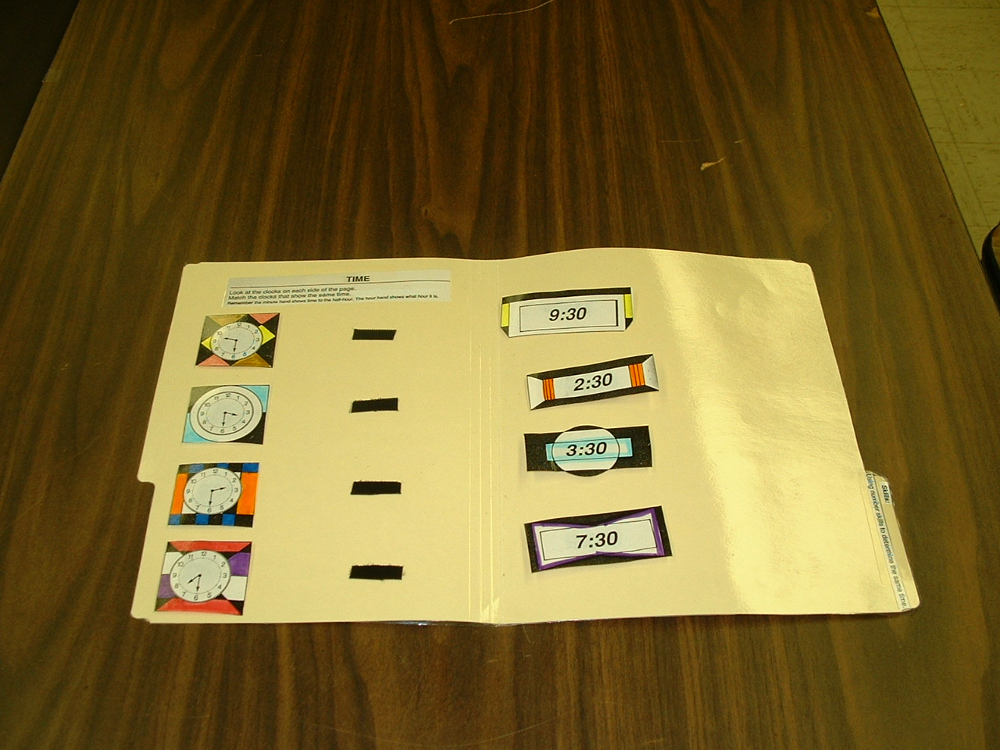 TIME
Look at the clocks on each side of the page.
Match the clocks that show the same time.
Remember the minute hand shows time to the half-hour. The hour hand shows what hour it is.
9:30
2:30
3:30
7:30
Skills:
Using number skills to determine the same time.